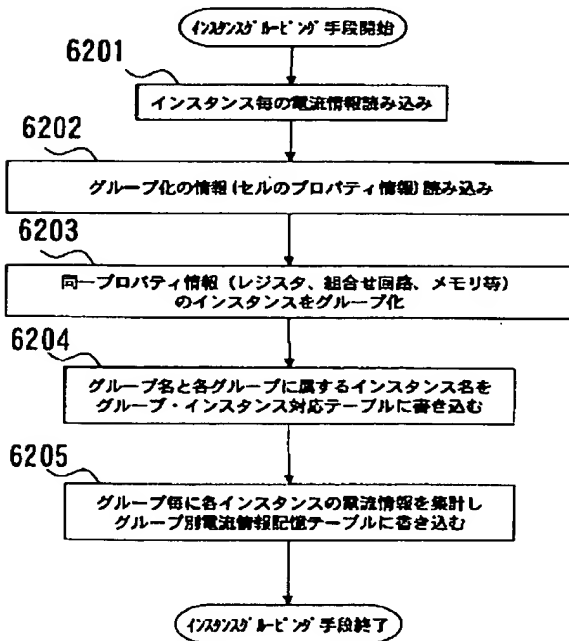 インスタンスグルーピング 手段開始
6201
インスタンス毎の電流情報読み込み
6202
グループ化の情報(セルのプロパティ情報)読み込み
6203
同一プロパティ情報(レジスタ、組合せ回路、メモリ等)
のインスタンスをグループ化
6204
グループ名と各グループに属するインスタンス名を
グループ・インスタンス対応テーブルに書き込む
6205
グループ毎に各インスタンスの電流情報を集計し
グループ別電流情報記憶テーブルに書き込む
インスタンスグルーピング 手段終了